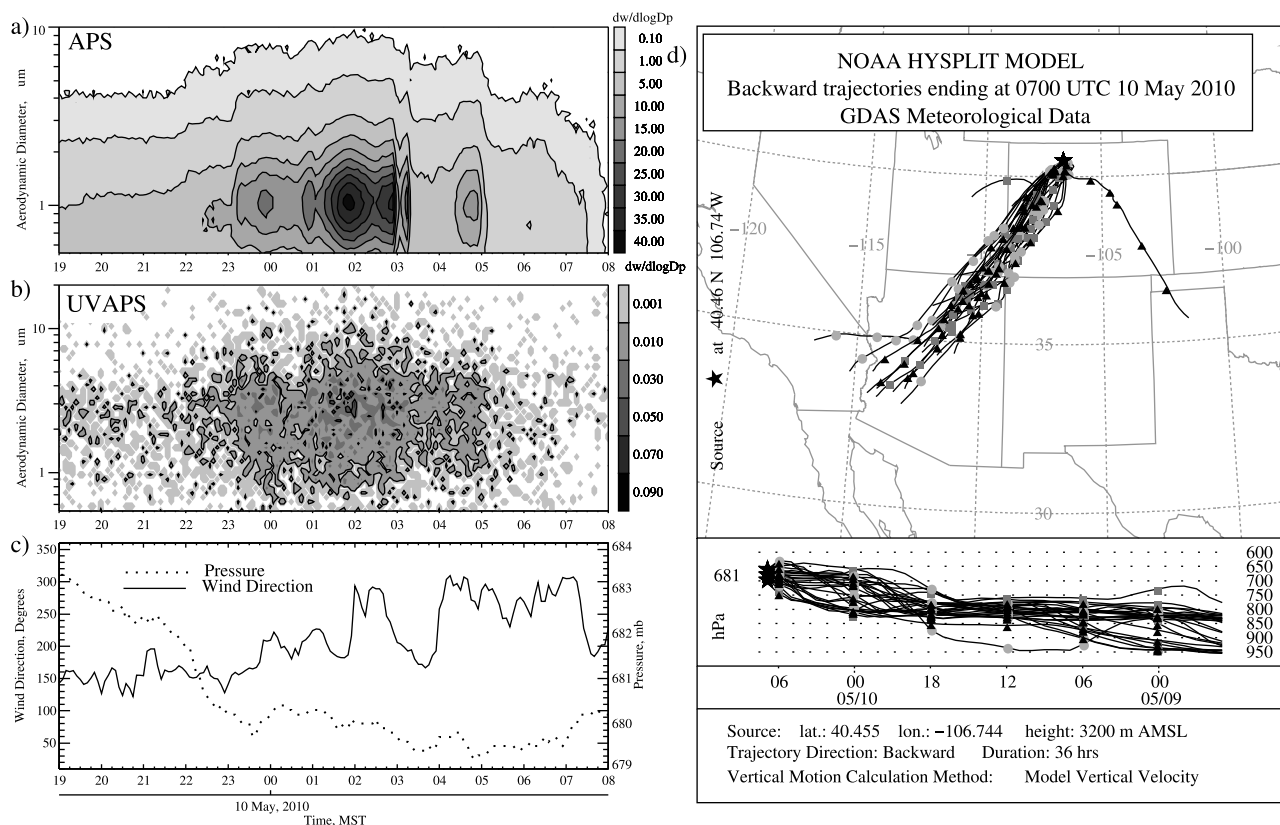 a)
APS
dw/dlogDp
10
1
Aerodynamic Diameter, um
19 20 21 22 23 00 01 02 03 04 05 06 07 08
0.10
1.00
5.00
10.00
15.00
20.00
25.00
30.00
35.00
40.00
b)
UVAPS
dw/dlogDp
10
1
Aerodynamic Diameter, um
19 20 21 22 23 00 01 02 03 04 05 06 07 08
0.001
0.010
0.030
0.050
0.070
0.090
c)
Pressure
Wind Direction
350
300
250
200
150
100
50
Wind Direction, Degrees
684
683
682
681
680
679
Pressure, mb
19 20 21 22 23 00 01 02 03 04 05 06 07 08
10 May, 2010
Time, MST
d)
NOAA HYSPLIT MODEL
Backward trajectories ending at 0700 UTC 10 May 2010
GDAS Meteorological Data
Source ★ at 40.46 N 106.74 W
−120
−115
−105
−100
35
30
681
hPa
600
650
700
750
800
850
900
950
06 00 18 12 06 00
05/10 05/09
Source: lat.: 40.455 lon.: −106.744 height: 3200 m AMSL
Trajectory Direction: Backward Duration: 36 hrs
Vertical Motion Calculation Method: Model Vertical Velocity